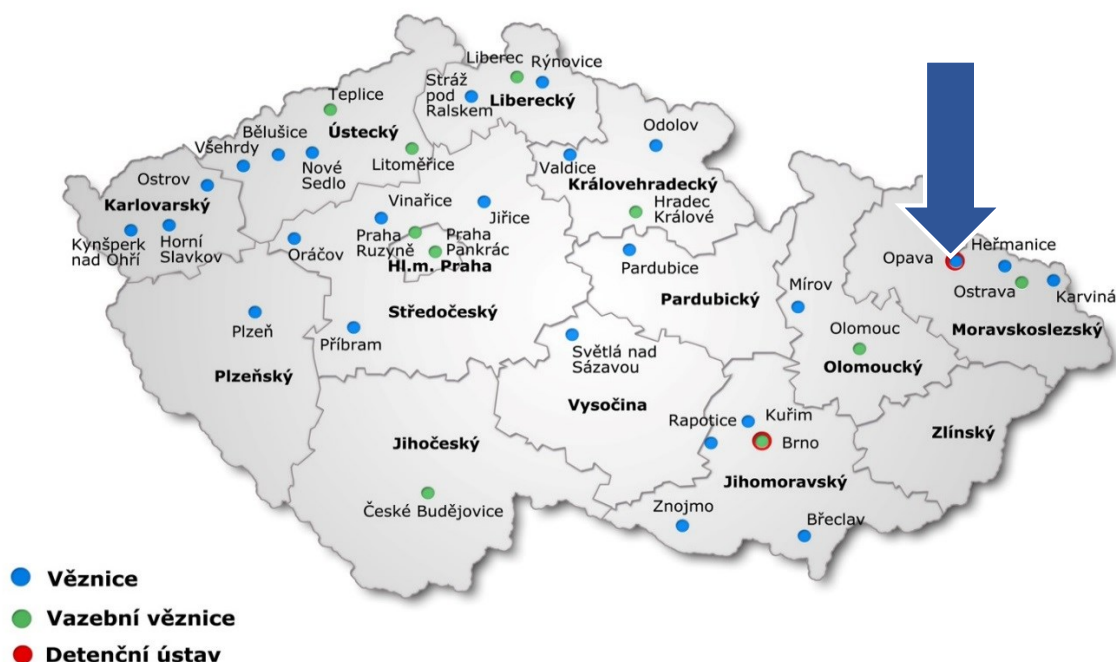 Liberec
Rýnovice
Stráž
pod
Ralskem
Liberecký
Teplice
Ústecký
Bělušice
Všehrdy
Nové
Sedlo
Litoměřice
Odolov
Valdice
Královehradecký
Hradec
Králové
Ostrov
Karlovarský
Kynšperk
nad Ohří
Horní
Slavkov
Vinařice
Jiřice
Praha
Ruzyně
Praha
Pankrác
Hl.m. Praha
Oráčov
Středočeský
Příbram
Plzeň
Plzeňský
Pardubice
Pardubický
Světlá nad
Sázavou
Vysočina
Mírov
Olomouc
Olomoucký
Opava
Heřmanice
Ostrava
Karviná
Moravskoslezský
Zlínský
Rapotice
Kuřim
Brno
Jihomoravský
Znojmo
Břeclav
Jihočeský
České Budějovice
Věznice
Vazební věznice
Detenční ústav